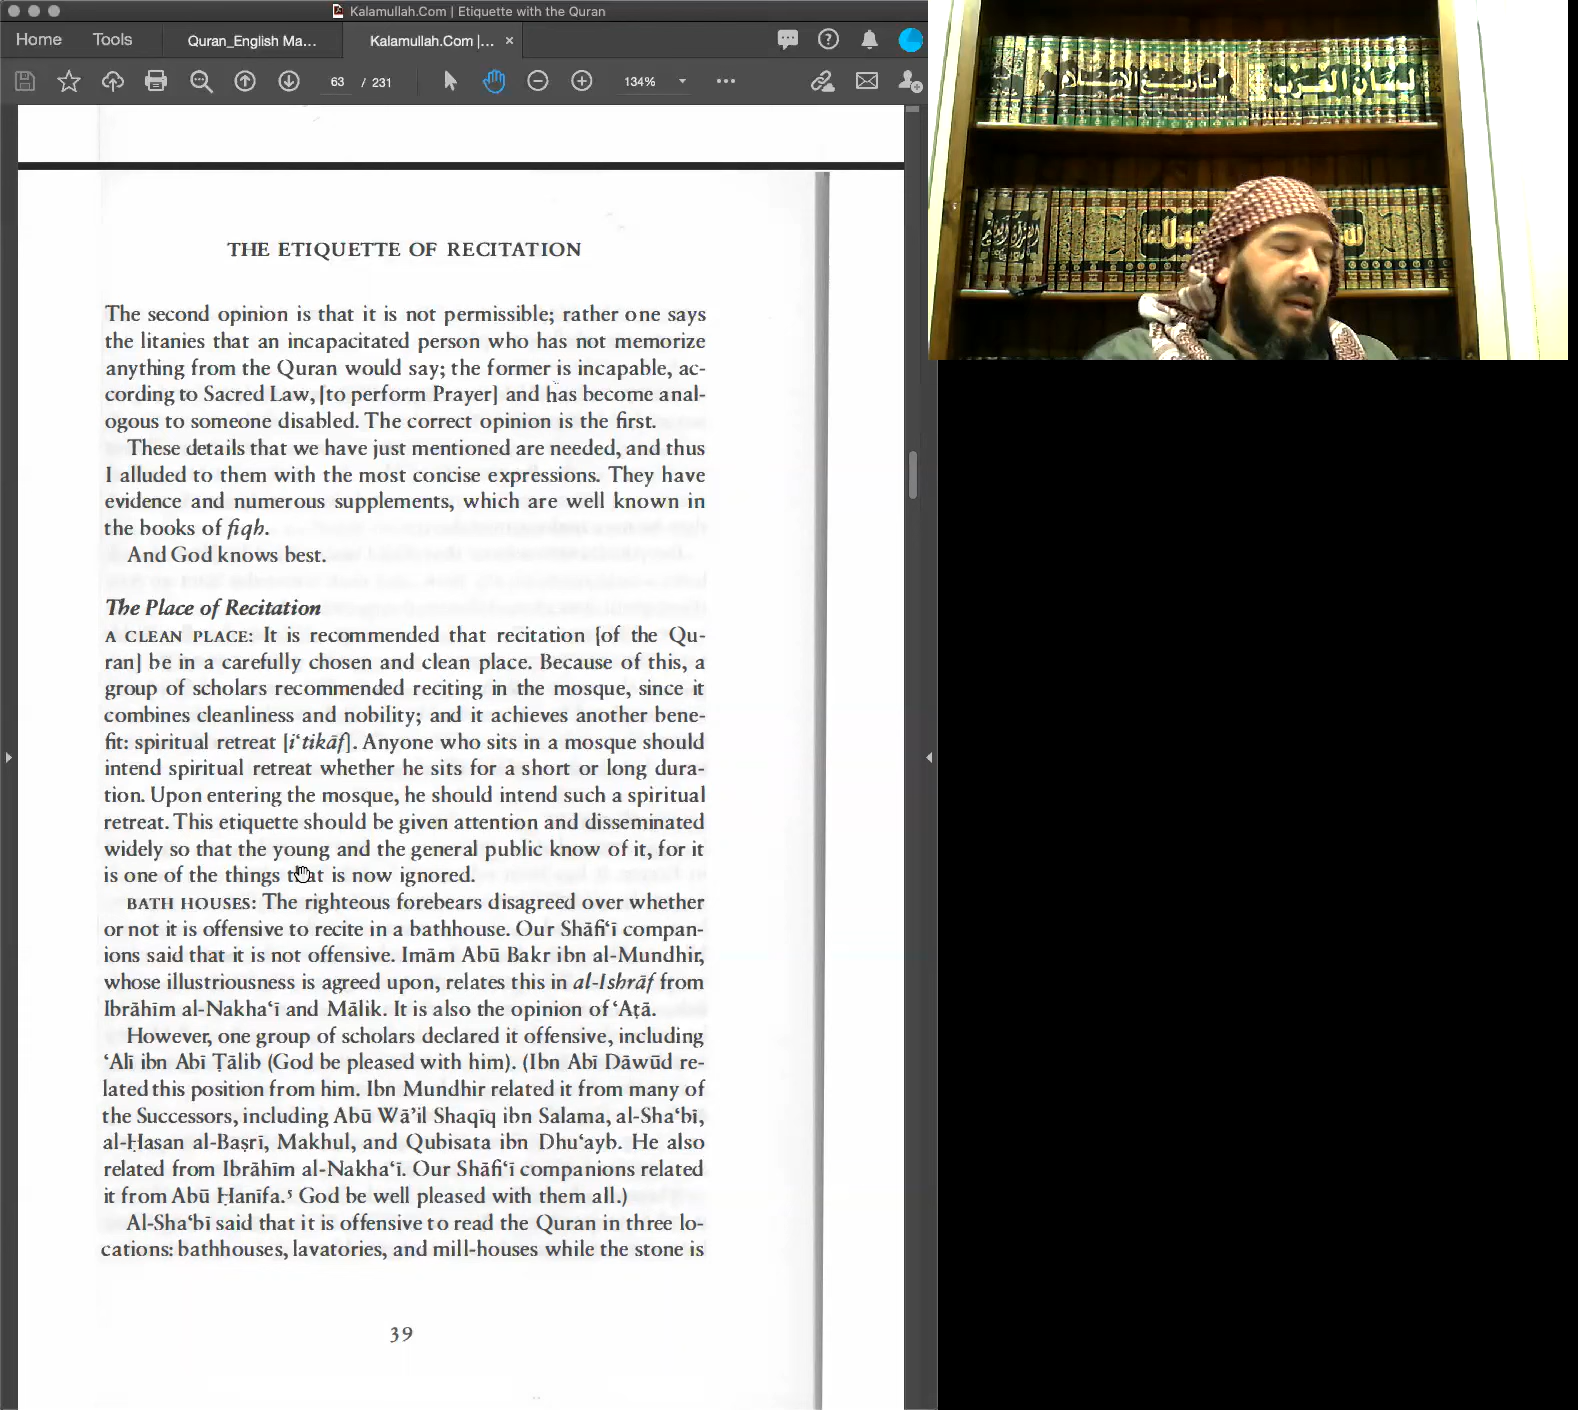 Kalamullah.Com | Etiquette with the Quran
Home
Tools
Quran_English Ma...
Kalamullah.Com |...
×
63 / 231
134%
THE ETIQUETTE OF RECITATION
The second opinion is that it is not permissible; rather one says
the litanies that an incapacitated person who has not memorize
anything from the Quran would say; the former is incapable, ac-
cording to Sacred Law, [to perform Prayer] and has become anal-
ogous to someone disabled. The correct opinion is the first.
These details that we have just mentioned are needed, and thus
I alluded to them with the most concise expressions. They have
evidence and numerous supplements, which are well known in
the books of fiqh.
And God knows best.
The Place of Recitation
A CLEAN PLACE: It is recommended that recitation [of the Qu-
ran] be in a carefully chosen and clean place. Because of this, a
group of scholars recommended reciting in the mosque, since it
combines cleanliness and nobility; and it achieves another bene-
fit: spiritual retreat [i‘tikāf]. Anyone who sits in a mosque should
intend spiritual retreat whether he sits for a short or long dura-
tion. Upon entering the mosque, he should intend such a spiritual
retreat. This etiquette should be given attention and disseminated
widely so that the young and the general public know of it, for it
is one of the things that is now ignored.
BATH HOUSES: The righteous forebears disagreed over whether
or not it is offensive to recite in a bathhouse. Our Shāfi‘ī compan-
ions said that it is not offensive. Imām Abū Bakr ibn al-Mundhir,
whose illustriousness is agreed upon, relates this in al-Ishrāf from
Ibrāhīm al-Nakha‘ī and Mālik. It is also the opinion of ‘Aṭā.
However, one group of scholars declared it offensive, including
‘Alī ibn Abī Ṭālib (God be pleased with him). (Ibn Abī Dāwūd re-
lated this position from him. Ibn Mundhir related it from many of
the Successors, including Abū Wā’il Shaqīq ibn Salama, al-Sha‘bī,
al-Ḥasan al-Baṣrī, Makhul, and Qubisata ibn Dhu’ayb. He also
related from Ibrāhīm al-Nakha‘ī. Our Shāfi‘ī companions related
it from Abū Ḥanīfa.⁵ God be well pleased with them all.)
Al-Sha‘bī said that it is offensive to read the Quran in three lo-
cations: bathhouses, lavatories, and mill-houses while the stone is
39
تاريخ الإسلام
لسان العرب